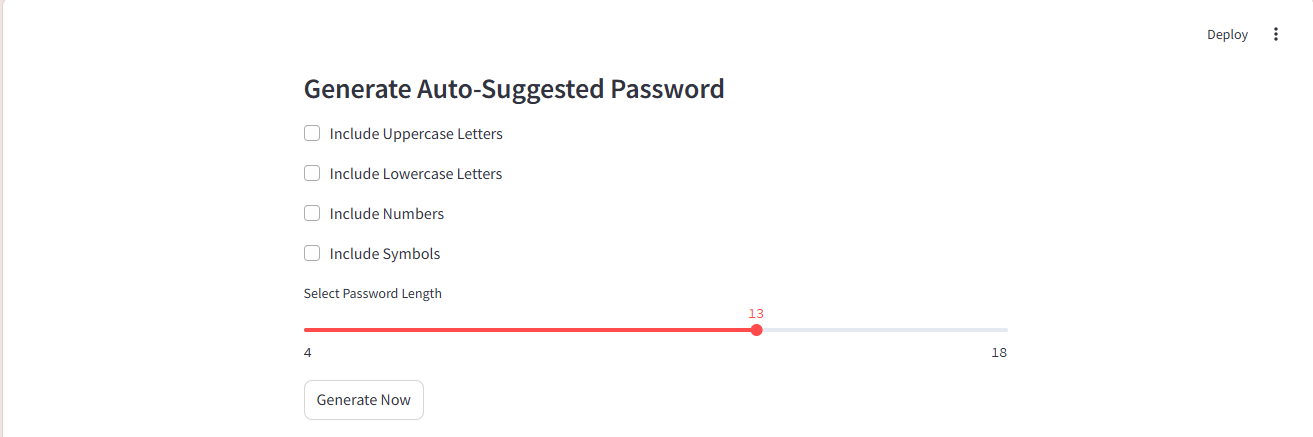 Deploy
Generate Auto-Suggested Password
Include Uppercase Letters
Include Lowercase Letters
Include Numbers
Include Symbols
Select Password Length
13
4 18
Generate Now